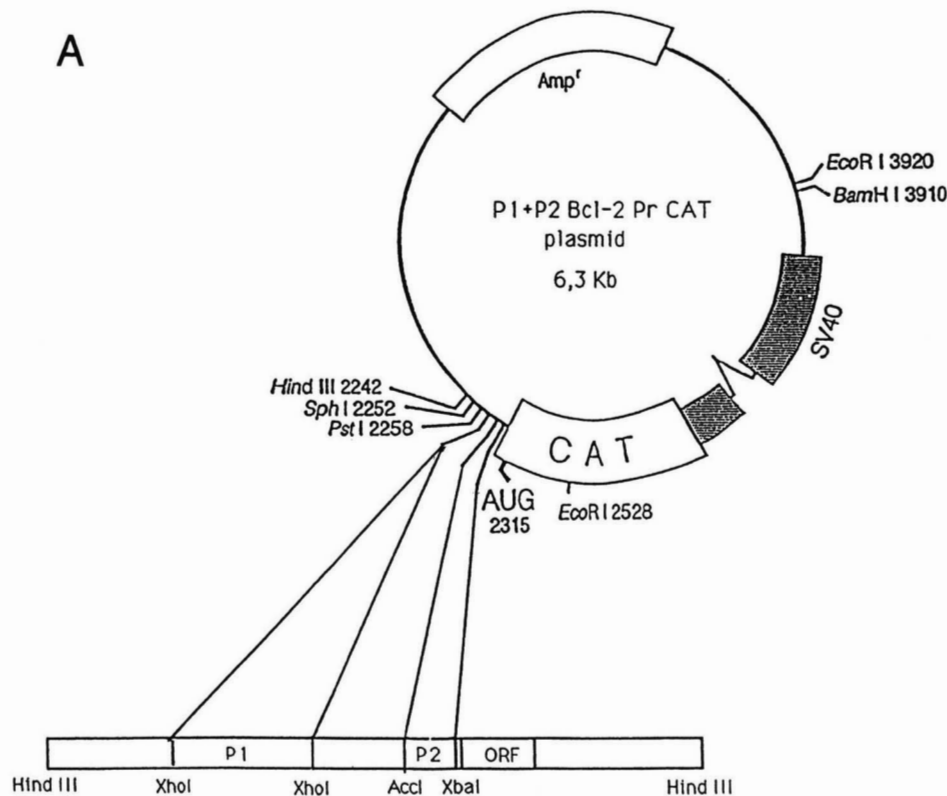 A
Ampʳ
EcoR I 3920
BamH I 3910
P1+P2 Bcl-2 Pr CAT
plasmid
6,3 Kb
SV40
Hind III 2242
Sph I 2252
Pst I 2258
CAT
AUG
2315
EcoRI 2528
P1
P2
ORF
Hind III
XhoI
XhoI
AccI
XbaI
Hind III